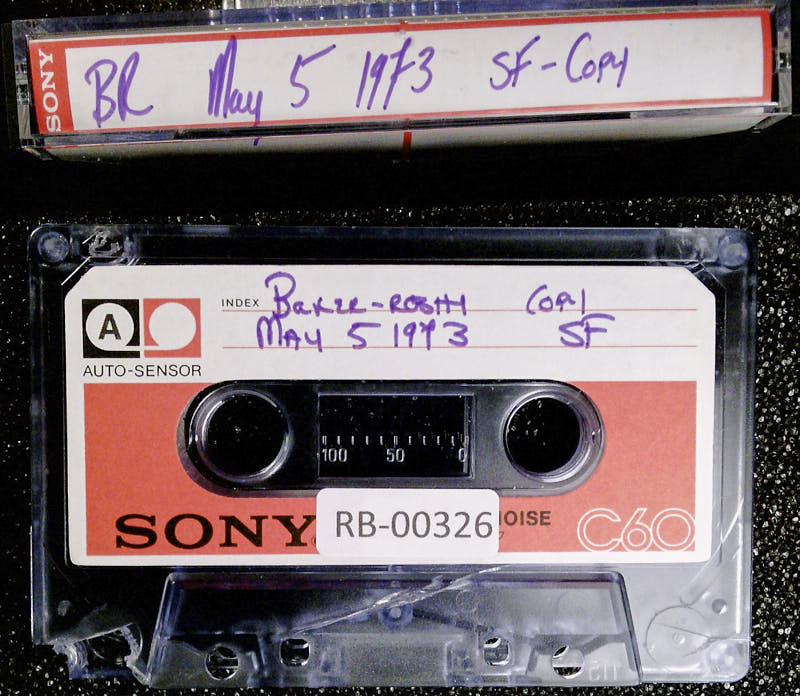 SONY
BR May 5 1973 SF-Copy
A
INDEX Baker-ROSHI Copy
MAY 5 1973 SF
AUTO-SENSOR
100 50 0
SONY RB-00326 NOISE C60